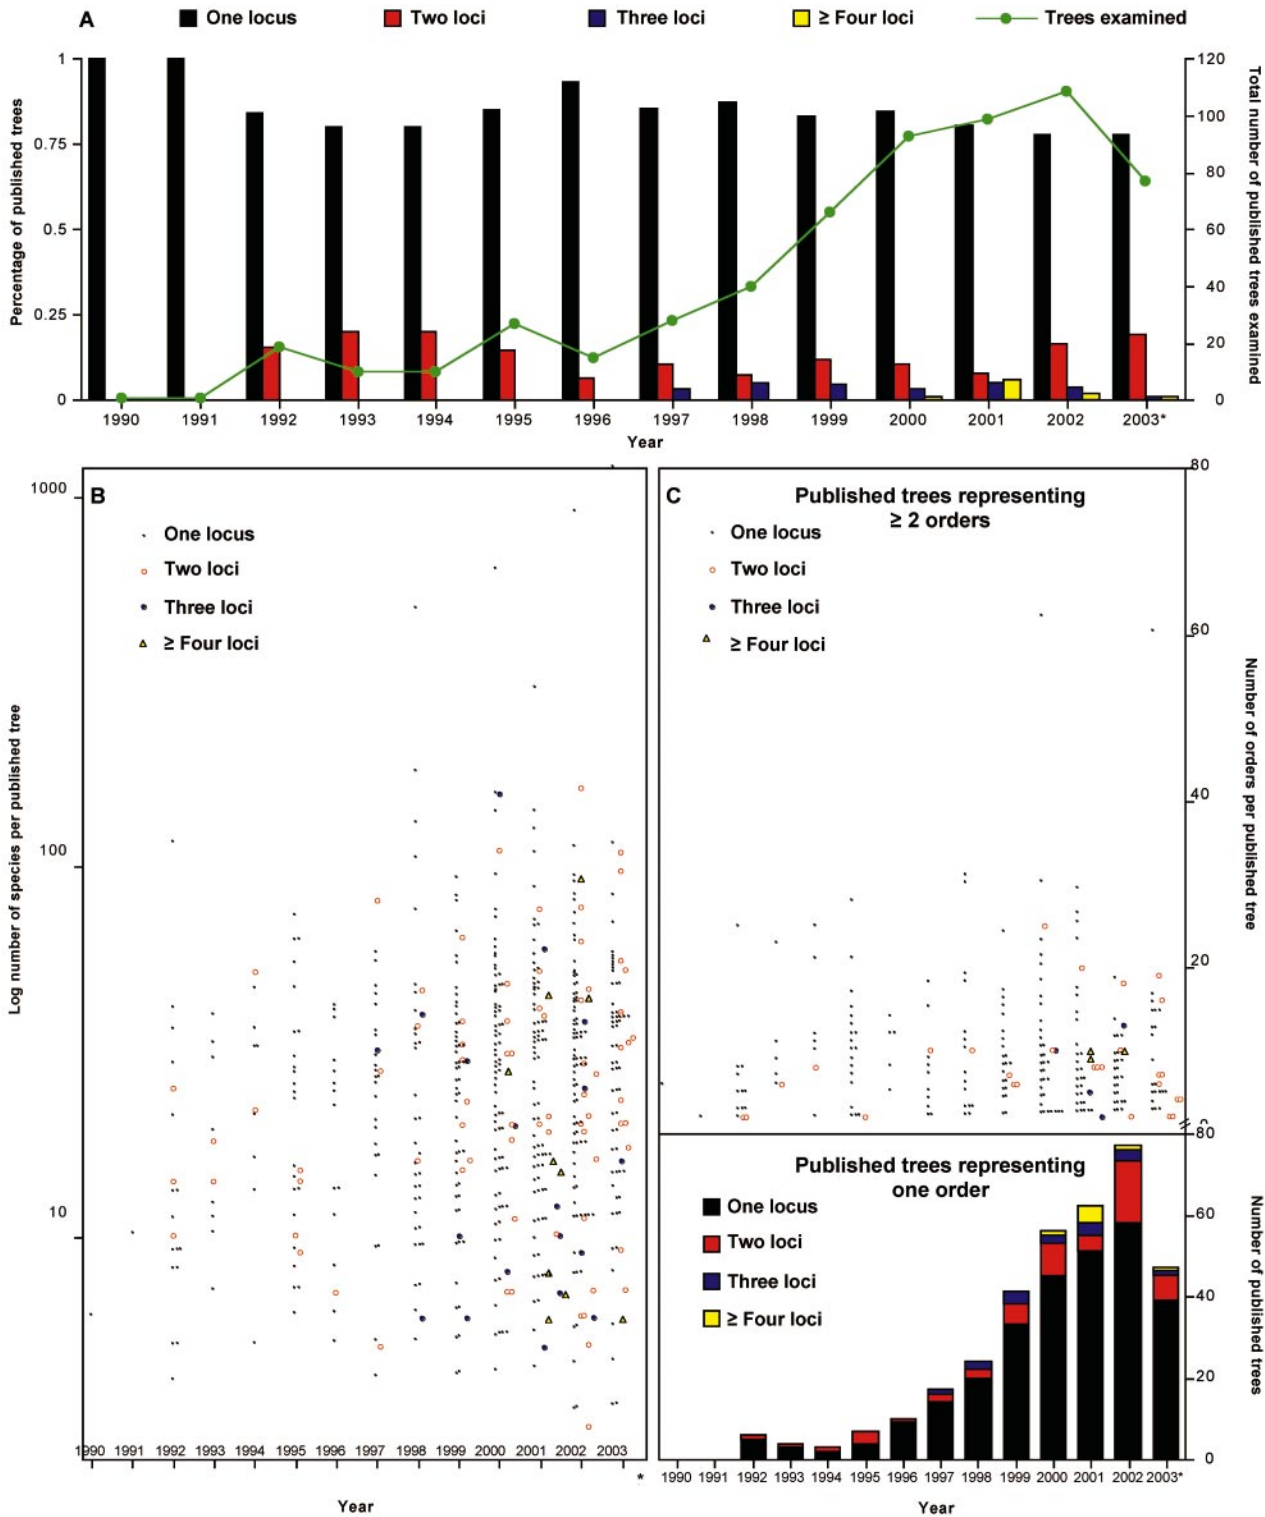 A One locus Two loci Three loci ≥ Four loci Trees examined
1
0.75
0.5
0.25
0
Percentage of published trees
120
100
80
60
40
20
0
Total number of published trees examined
1990 1991 1992 1993 1994 1995 1996 1997 1998 1999 2000 2001 2002 2003*
Year
B
One locus
Two loci
Three loci
≥ Four loci
1000
100
10
Log number of species per published tree
1990 1991 1992 1993 1994 1995 1996 1997 1998 1999 2000 2001 2002 2003
*
Year
C Published trees representing
≥ 2 orders
One locus
Two loci
Three loci
≥ Four loci
80
60
40
20
0
Number of orders per published tree
Published trees representing
one order
One locus
Two loci
Three loci
≥ Four loci
80
60
40
20
0
Number of published trees
1990 1991 1992 1993 1994 1995 1996 1997 1998 1999 2000 2001 2002 2003*
Year